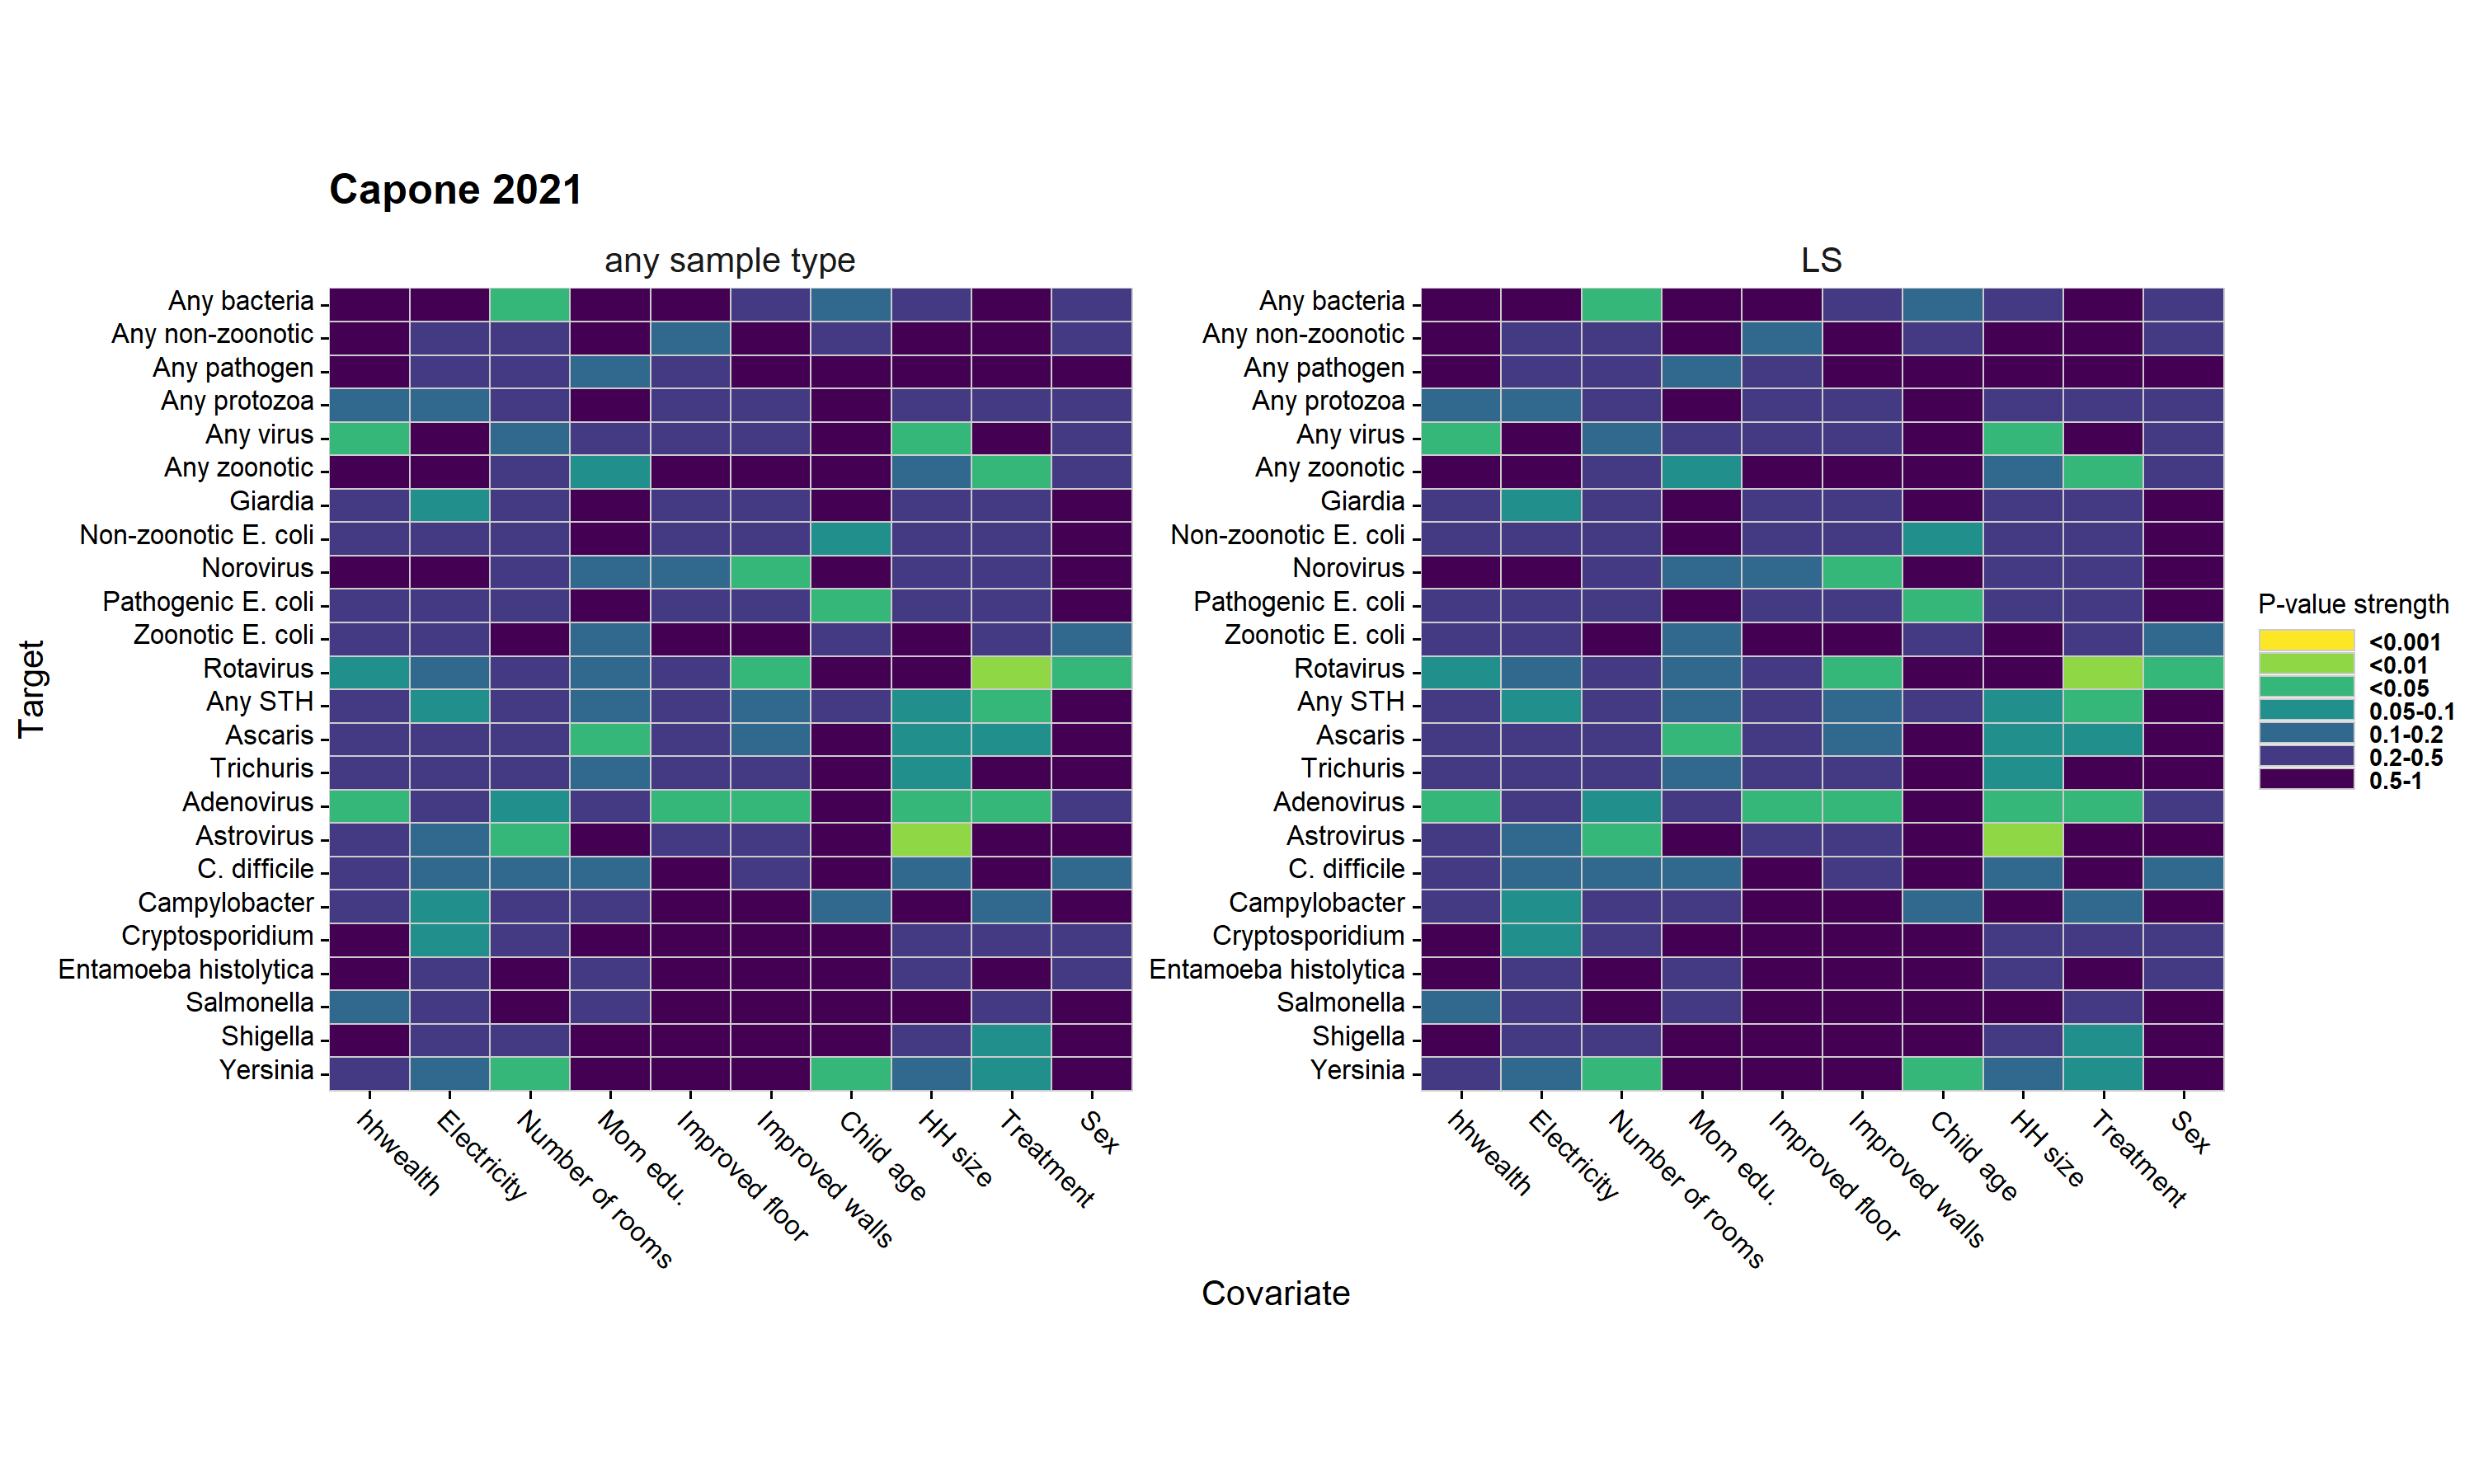 Capone 2021
any sample type
Any bacteria
Any non-zoonotic
Any pathogen
Any protozoa
Any virus
Any zoonotic
Giardia
Non-zoonotic E. coli
Norovirus
Pathogenic E. coli
Zoonotic E. coli
Rotavirus
Any STH
Ascaris
Trichuris
Adenovirus
Astrovirus
C. difficile
Campylobacter
Cryptosporidium
Entamoeba histolytica
Salmonella
Shigella
Yersinia
hhwealth
Electricity
Number of rooms
Mom edu.
Improved floor
Improved walls
Child age
HH size
Treatment
Sex
LS
Any bacteria
Any non-zoonotic
Any pathogen
Any protozoa
Any virus
Any zoonotic
Giardia
Non-zoonotic E. coli
Norovirus
Pathogenic E. coli
Zoonotic E. coli
Rotavirus
Any STH
Ascaris
Trichuris
Adenovirus
Astrovirus
C. difficile
Campylobacter
Cryptosporidium
Entamoeba histolytica
Salmonella
Shigella
Yersinia
hhwealth
Electricity
Number of rooms
Mom edu.
Improved floor
Improved walls
Child age
HH size
Treatment
Sex
Target
Covariate
P-value strength
<0.001
<0.01
<0.05
0.05-0.1
0.1-0.2
0.2-0.5
0.5-1